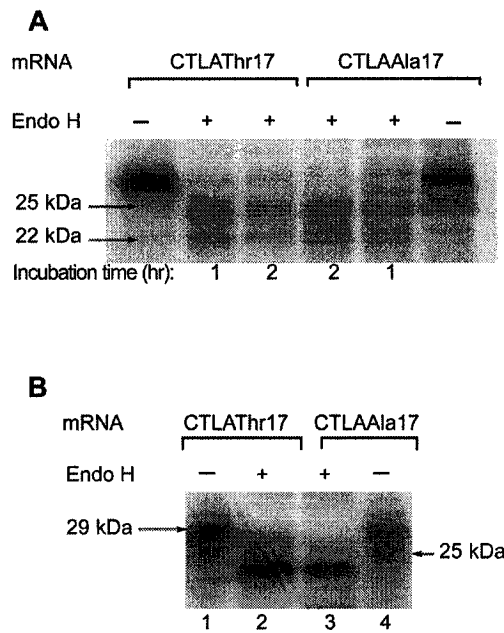 A
mRNA CTLAThr17 CTLAAla17
Endo H – + + + + –
25 kDa
22 kDa
Incubation time (hr): 1 2 2 1
B
mRNA CTLAThr17 CTLAAla17
Endo H – + + –
29 kDa
25 kDa
1 2 3 4